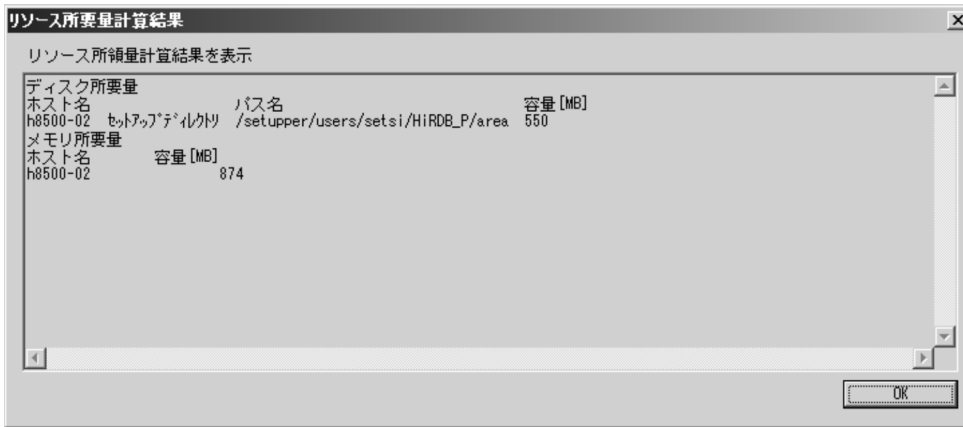 リソース所要量計算結果
リソース所領量計算結果を表示
ディスク所要量
ホスト名 パス名 容量[MB]
h8500-02 ｾｯﾄｱｯﾌﾟﾃﾞｨﾚｸﾄﾘ /setupper/users/setsi/HiRDB_P/area 550
メモリ所要量
ホスト名 容量[MB]
h8500-02 874
OK